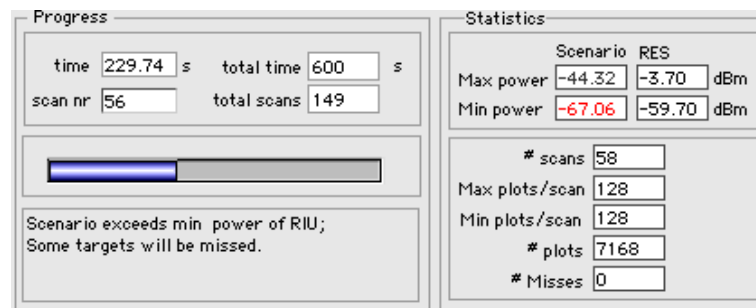 Progress
time 229.74 s total time 600 s
scan nr 56 total scans 149
Scenario exceeds min power of RIU;
Some targets will be missed.
Statistics
Scenario RES
Max power -44.32 -3.70 dBm
Min power -67.06 -59.70 dBm
# scans 58
Max plots/scan 128
Min plots/scan 128
# plots 7168
# Misses 0